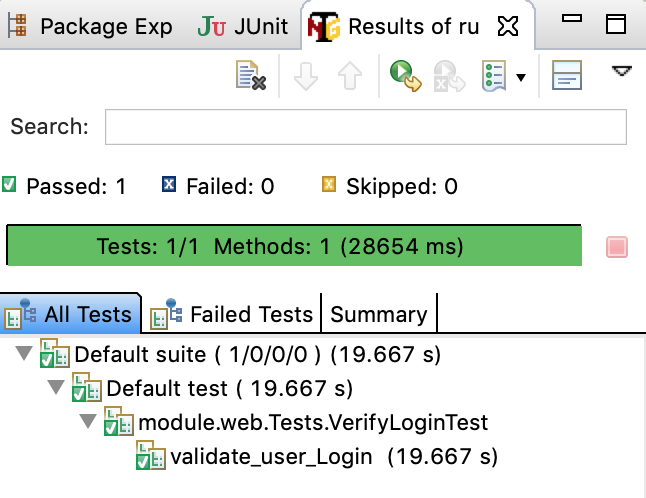 Package Exp JU JUnit Results of ru
Search:
Passed: 1 Failed: 0 Skipped: 0
Tests: 1/1 Methods: 1 (28654 ms)
All Tests Failed Tests Summary
Default suite ( 1/0/0/0 ) (19.667 s)
Default test ( 19.667 s)
module.web.Tests.VerifyLoginTest
validate_user_Login (19.667 s)